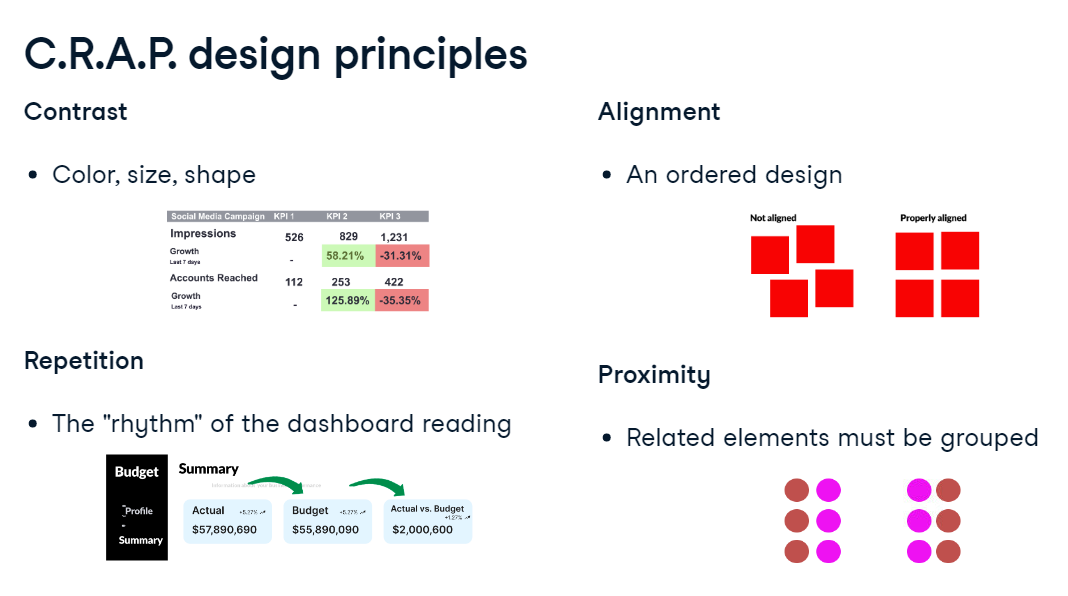 C.R.A.P. design principles
Contrast
• Color, size, shape
Social Media Campaign KPI 1 KPI 2 KPI 3
Impressions 526 829 1,231
Growth
Last 7 days - 58.21% -31.31%
Accounts Reached 112 253 422
Growth
Last 7 days - 125.89% -35.35%
Repetition
• The "rhythm" of the dashboard reading
Budget
-Profile
-
Summary
Summary
Actual +5.27%
$57,890,690
Budget +5.27%
$55,890,090
Actual vs. Budget
+1.27%
$2,000,600
Alignment
• An ordered design
Not aligned
Properly aligned
Proximity
• Related elements must be grouped